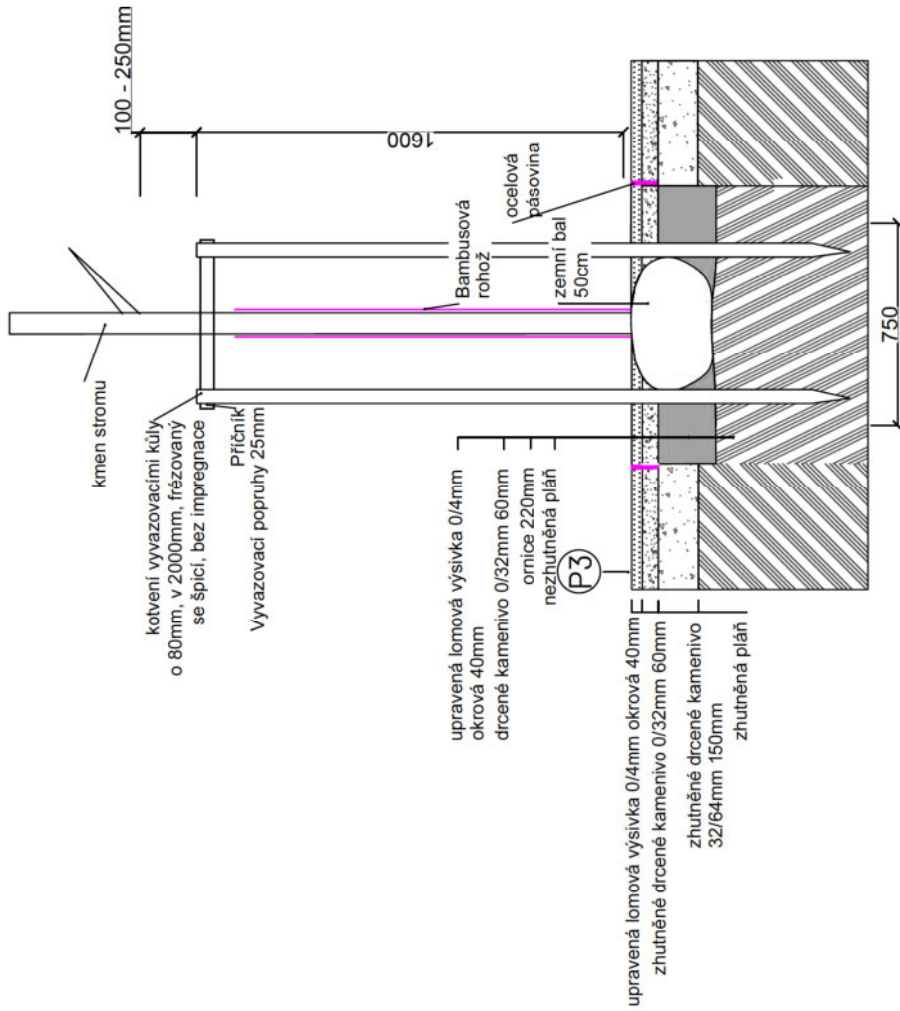 100 - 250mm
1600
kmen stromu
kotvení vyvazovacími kůly
o 80mm, v 2000mm, frézovaný
se špicí, bez impregnace
Příčník
Vyvazovací popruhy 25mm
Bambusová
rohož
ocelová
pásovina
zemní bal
50cm
upravená lomová výsivka 0/4mm
okrová 40mm
drcené kamenivo 0/32mm 60mm
ornice 220mm
nezhutněná pláň
P3
upravená lomová výsivka 0/4mm okrová 40mm
zhutněné drcené kamenivo 0/32mm 60mm
zhutněné drcené kamenivo
32/64mm 150mm
zhutněná pláň
750